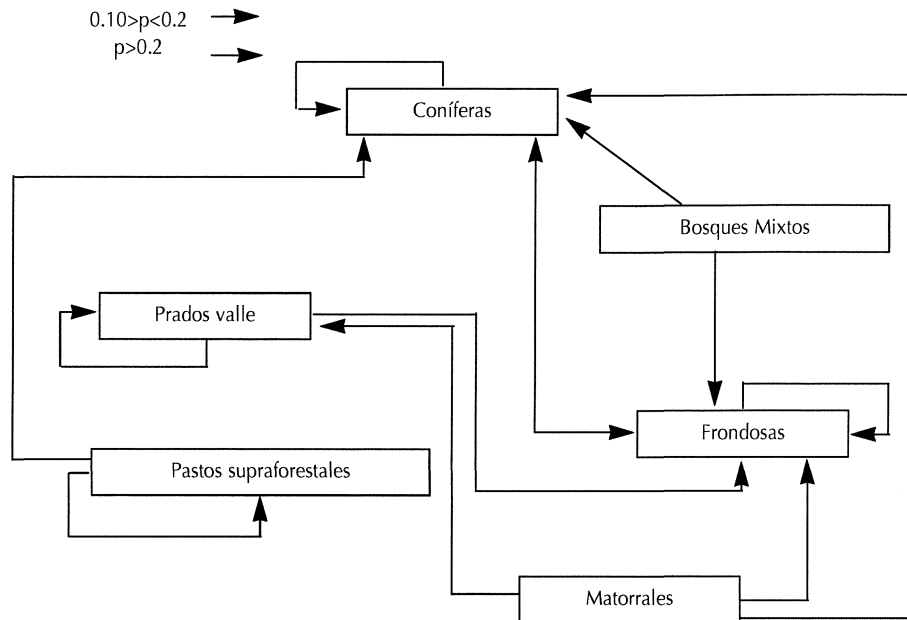 0.10>p<0.2
p>0.2
Coníferas
Bosques Mixtos
Prados valle
Frondosas
Pastos supraforestales
Matorrales